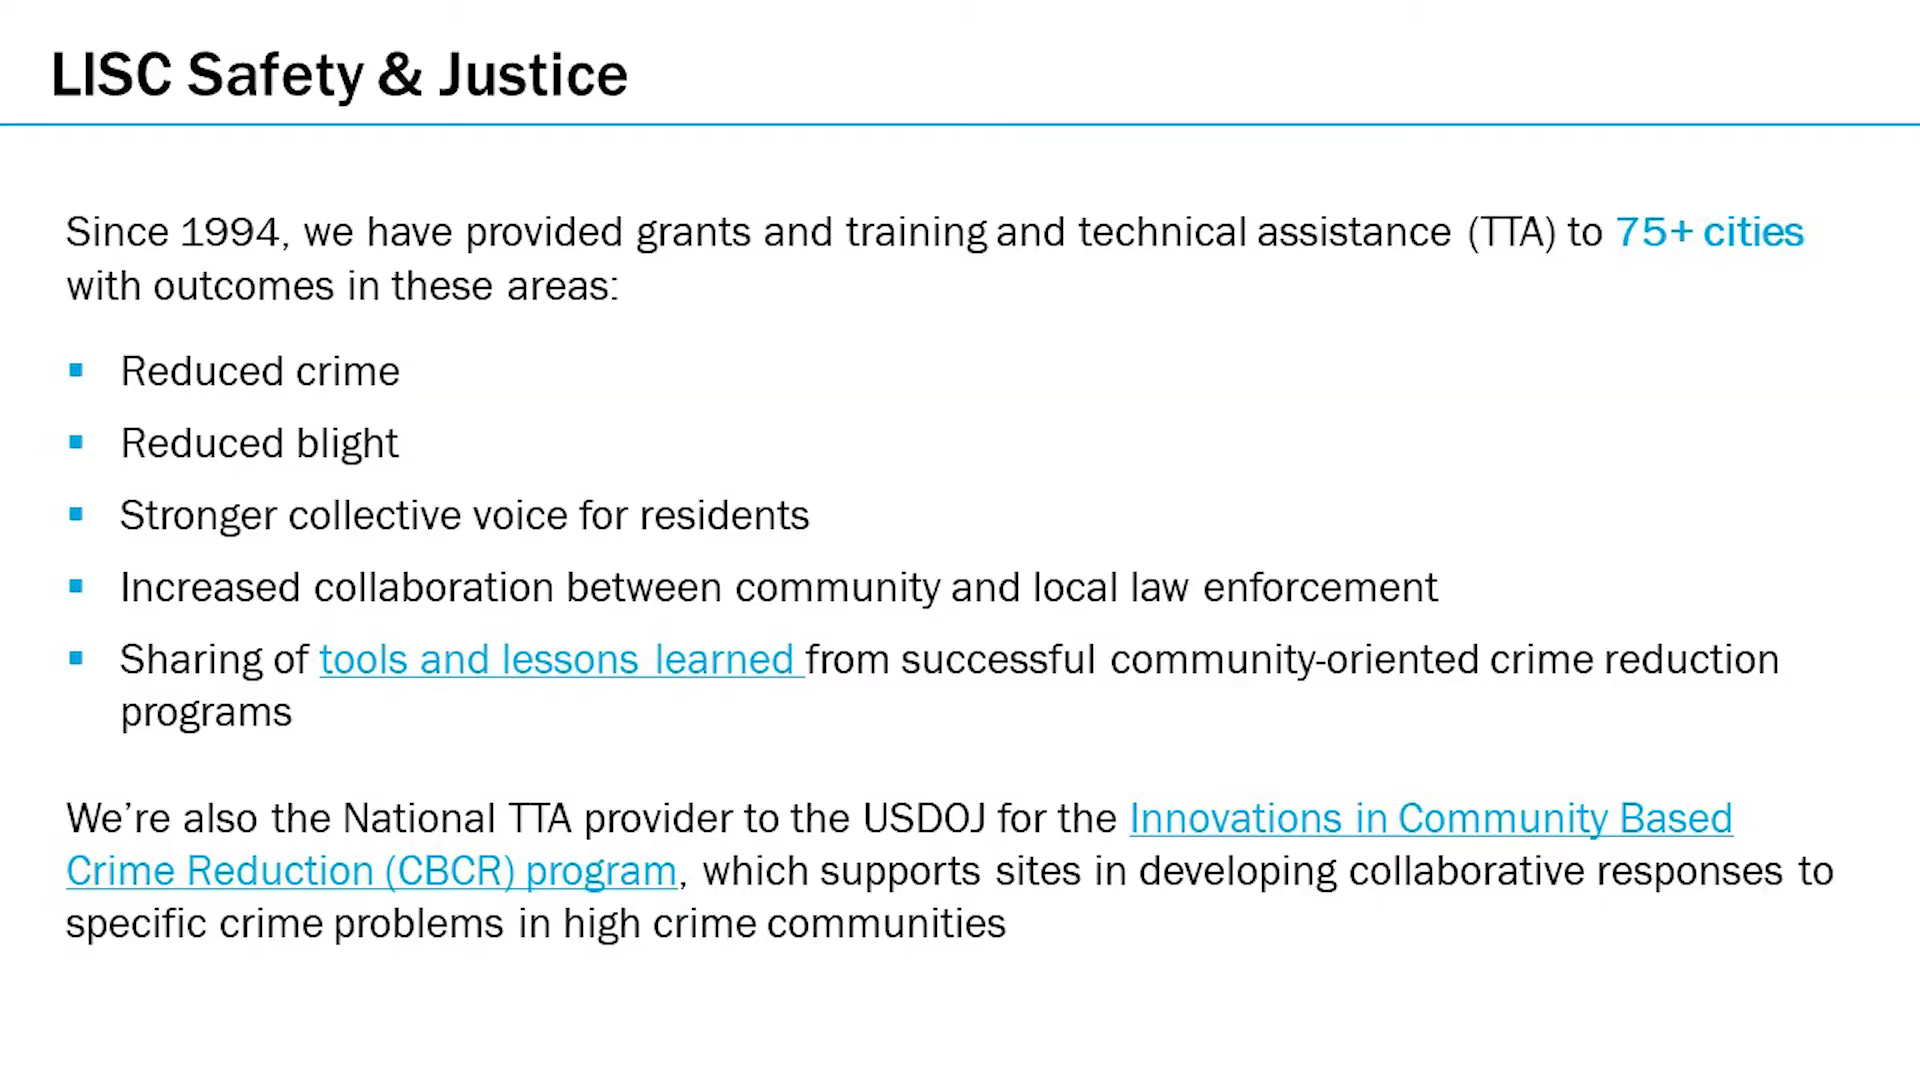 LISC Safety & Justice
Since 1994, we have provided grants and training and technical assistance (TTA) to 75+ cities
with outcomes in these areas:
▪ Reduced crime
▪ Reduced blight
▪ Stronger collective voice for residents
▪ Increased collaboration between community and local law enforcement
▪ Sharing of tools and lessons learned from successful community-oriented crime reduction
programs
We’re also the National TTA provider to the USDOJ for the Innovations in Community Based
Crime Reduction (CBCR) program, which supports sites in developing collaborative responses to
specific crime problems in high crime communities